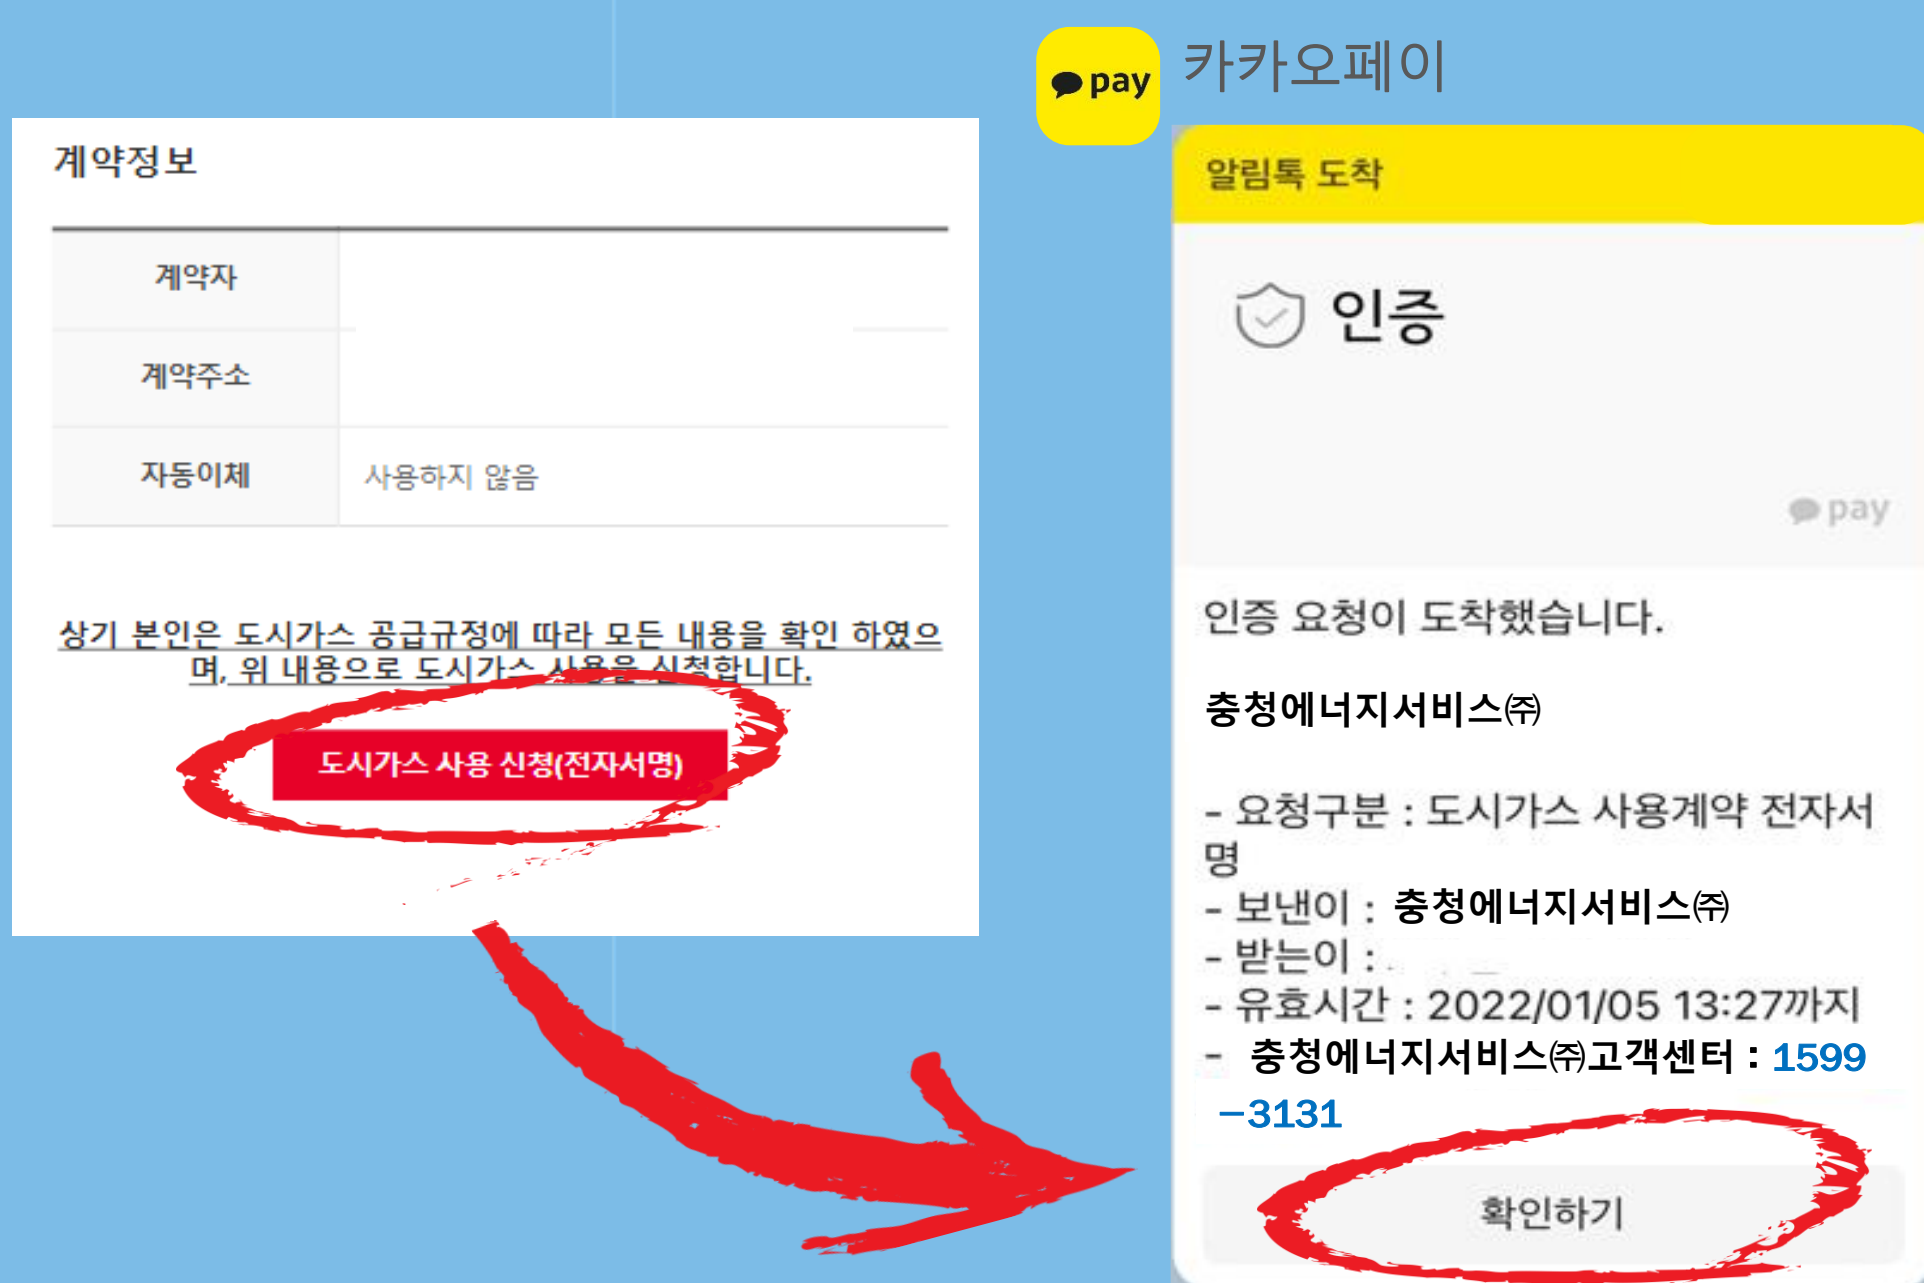 pay 카카오페이
계약정보
계약자
계약주소
자동이체 사용하지 않음
상기 본인은 도시가스 공급규정에 따라 모든 내용을 확인 하였으
며, 위 내용으로 도시가스 사용을 신청합니다.
도시가스 사용 신청(전자서명)
알림톡 도착
인증
pay
인증 요청이 도착했습니다.
충청에너지서비스㈜
- 요청구분 : 도시가스 사용계약 전자서
명
- 보낸이 : 충청에너지서비스㈜
- 받는이 :
- 유효시간 : 2022/01/05 13:27까지
- 충청에너지서비스㈜고객센터 : 1599
-3131
확인하기